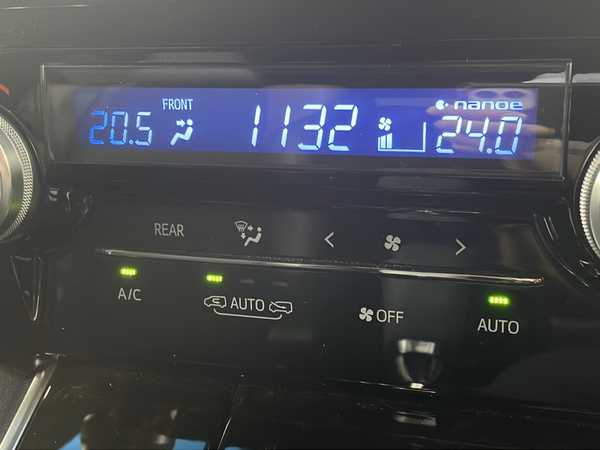 FRONT nanoe
20.5 1132 24.0
REAR
A/C AUTO OFF AUTO